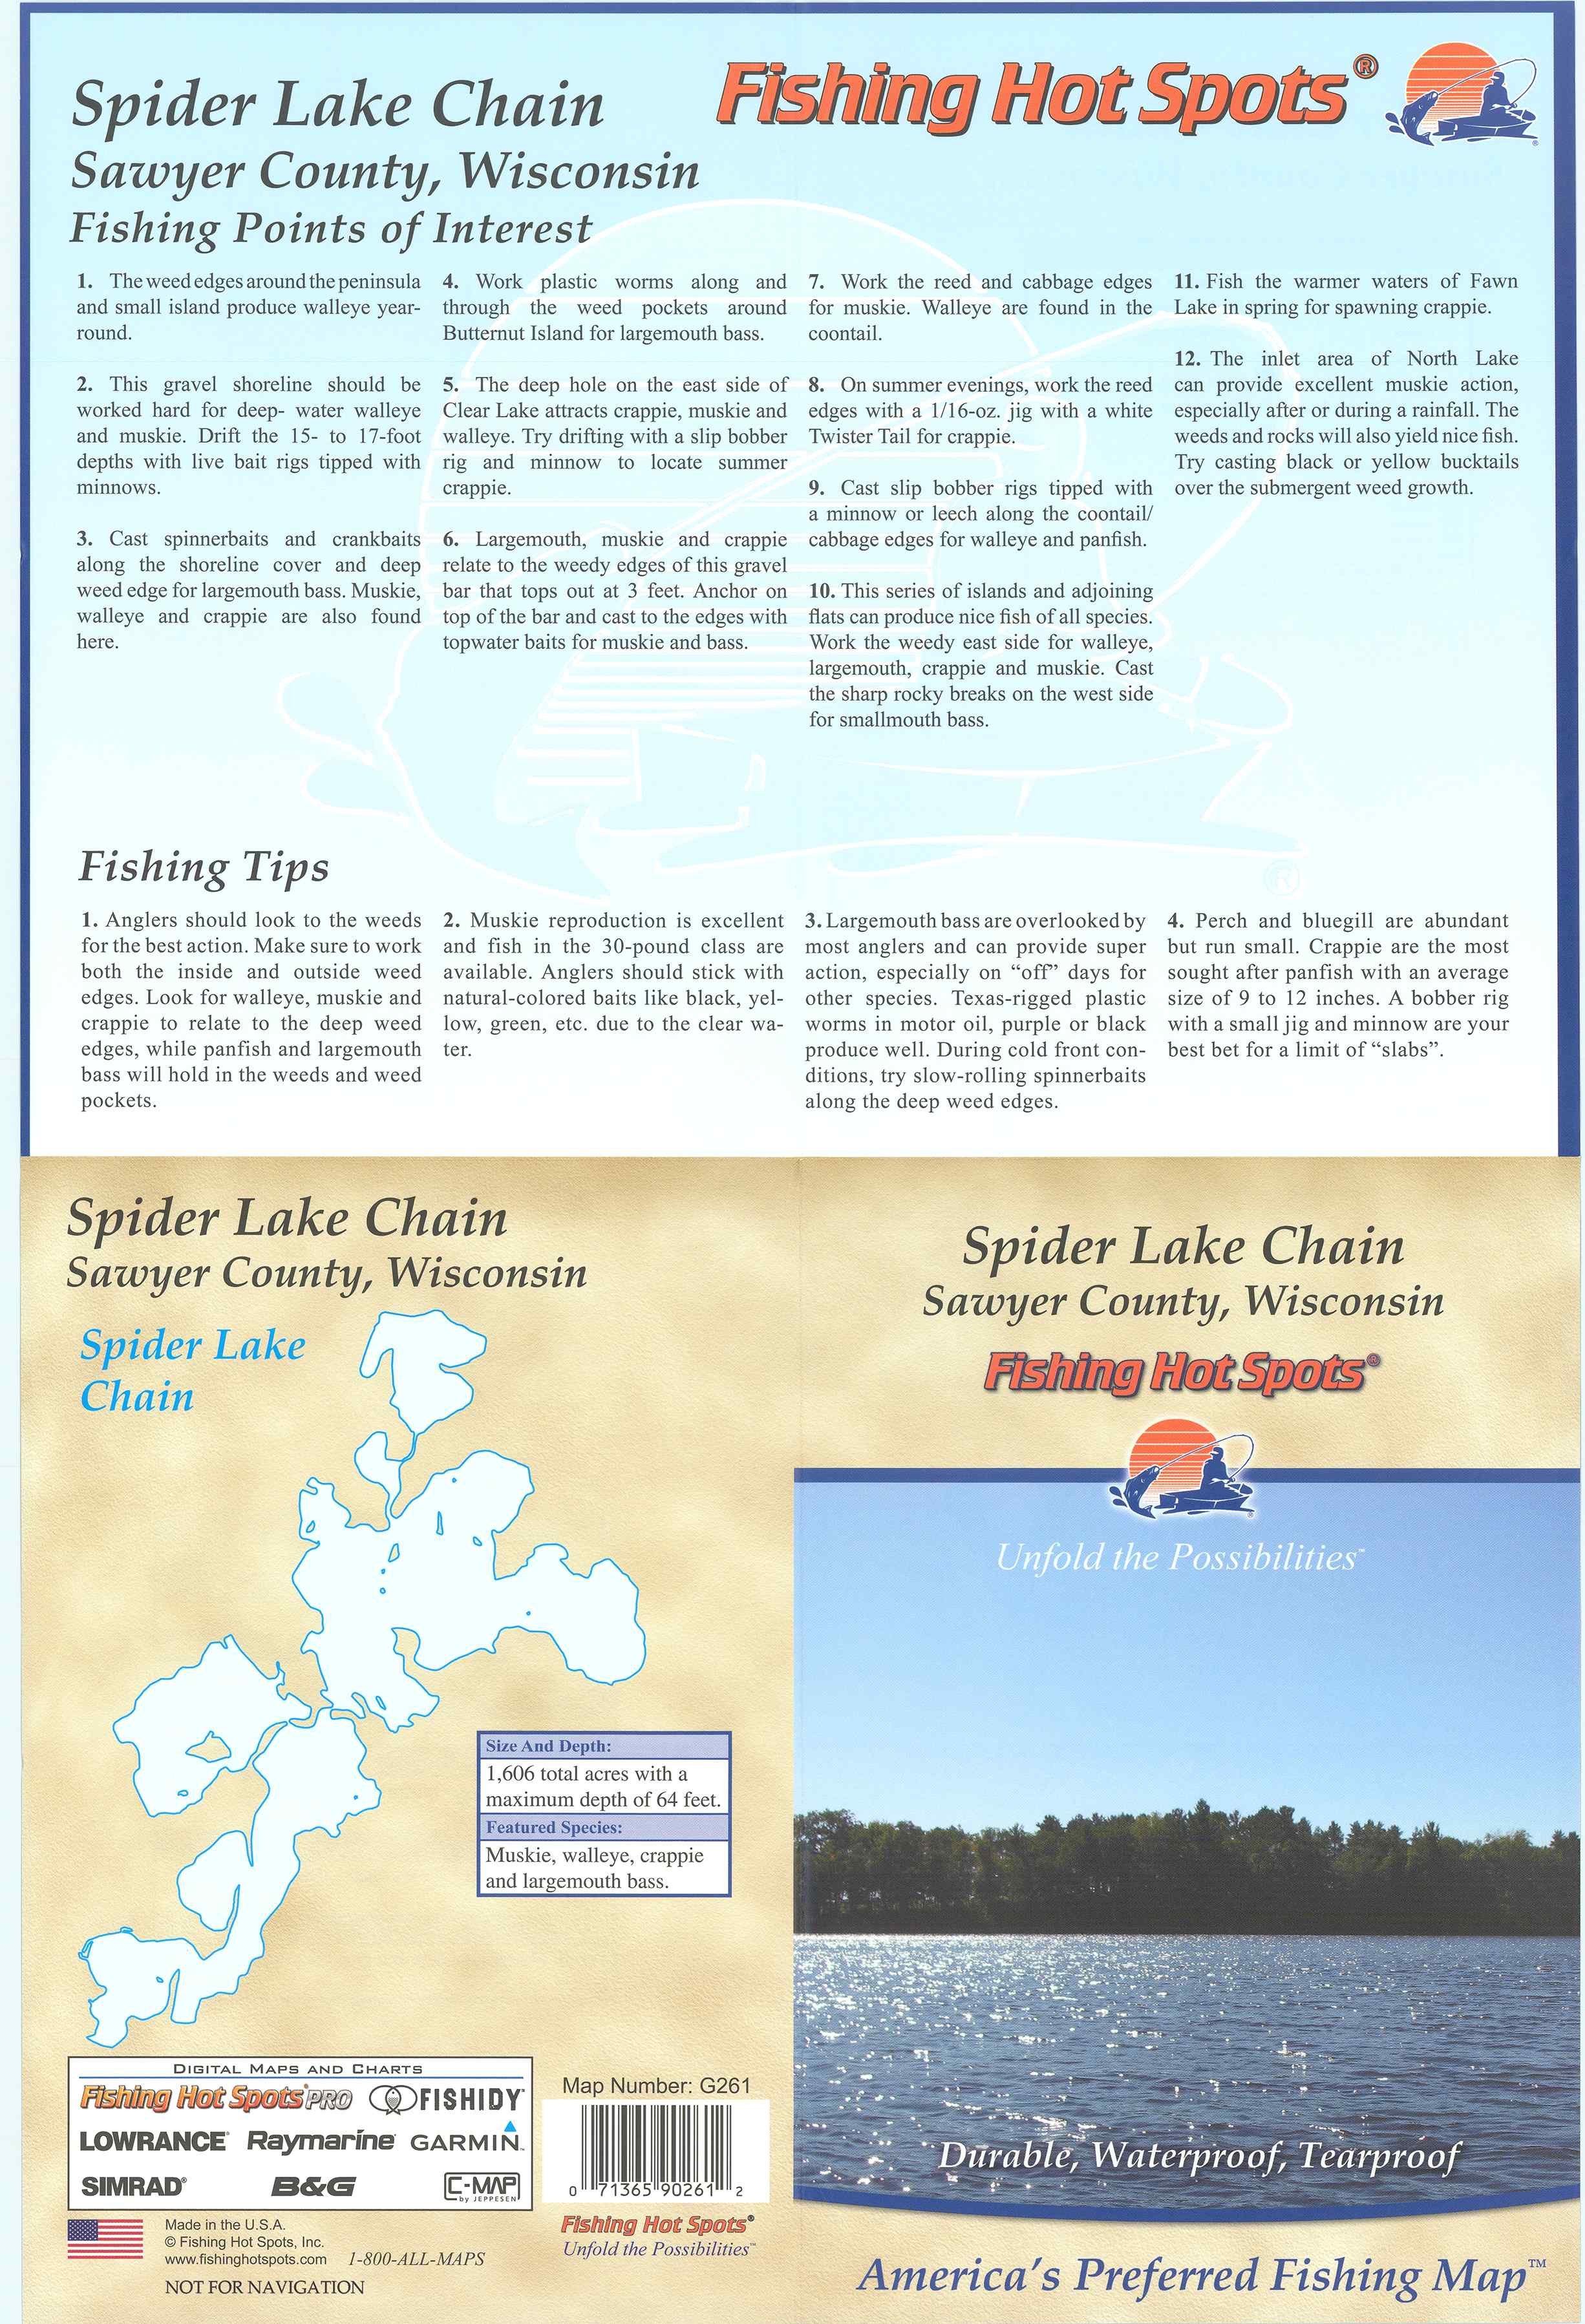 Spider Lake Chain
Sawyer County, Wisconsin
Fishing Points of Interest
Fishing Hot Spots®
1. The weed edges around the peninsula
and small island produce walleye year-
round.
2. This gravel shoreline should be
worked hard for deep- water walleye
and muskie. Drift the 15- to 17-foot
depths with live bait rigs tipped with
minnows.
3. Cast spinnerbaits and crankbaits
along the shoreline cover and deep
weed edge for largemouth bass. Muskie,
walleye and crappie are also found
here.
4. Work plastic worms along and
through the weed pockets around
Butternut Island for largemouth bass.
5. The deep hole on the east side of
Clear Lake attracts crappie, muskie and
walleye. Try drifting with a slip bobber
rig and minnow to locate summer
crappie.
6. Largemouth, muskie and crappie
relate to the weedy edges of this gravel
bar that tops out at 3 feet. Anchor on
top of the bar and cast to the edges with
topwater baits for muskie and bass.
7. Work the reed and cabbage edges
for muskie. Walleye are found in the
coontail.
8. On summer evenings, work the reed
edges with a 1/16-oz. jig with a white
Twister Tail for crappie.
9. Cast slip bobber rigs tipped with
a minnow or leech along the coontail/
cabbage edges for walleye and panfish.
10. This series of islands and adjoining
flats can produce nice fish of all species.
Work the weedy east side for walleye,
largemouth, crappie and muskie. Cast
the sharp rocky breaks on the west side
for smallmouth bass.
11. Fish the warmer waters of Fawn
Lake in spring for spawning crappie.
12. The inlet area of North Lake
can provide excellent muskie action,
especially after or during a rainfall. The
weeds and rocks will also yield nice fish.
Try casting black or yellow bucktails
over the submergent weed growth.
Fishing Tips
1. Anglers should look to the weeds
for the best action. Make sure to work
both the inside and outside weed
edges. Look for walleye, muskie and
crappie to relate to the deep weed
edges, while panfish and largemouth
bass will hold in the weeds and weed
pockets.
2. Muskie reproduction is excellent
and fish in the 30-pound class are
available. Anglers should stick with
natural-colored baits like black, yel-
low, green, etc. due to the clear wa-
ter.
3. Largemouth bass are overlooked by
most anglers and can provide super
action, especially on “off” days for
other species. Texas-rigged plastic
worms in motor oil, purple or black
produce well. During cold front con-
ditions, try slow-rolling spinnerbaits
along the deep weed edges.
4. Perch and bluegill are abundant
but run small. Crappie are the most
sought after panfish with an average
size of 9 to 12 inches. A bobber rig
with a small jig and minnow are your
best bet for a limit of “slabs”.
Spider Lake Chain
Sawyer County, Wisconsin
Spider Lake
Chain
Size And Depth:
1,606 total acres with a
maximum depth of 64 feet.
Featured Species:
Muskie, walleye, crappie
and largemouth bass.
DIGITAL MAPS AND CHARTS
Fishing Hot Spots® PRO FISHIDY
LOWRANCE® Raymarine® GARMIN™
SIMRAD® B&G C-MAP
by JEPPESEN
Made in the U.S.A.
© Fishing Hot Spots, Inc.
www.fishinghotspots.com 1-800-ALL-MAPS
NOT FOR NAVIGATION
Map Number: G261
0 71365 90261 2
Fishing Hot Spots®
Unfold the Possibilities™
Spider Lake Chain
Sawyer County, Wisconsin
Fishing Hot Spots®
Unfold the Possibilities™
Durable, Waterproof, Tearproof
America's Preferred Fishing Map™